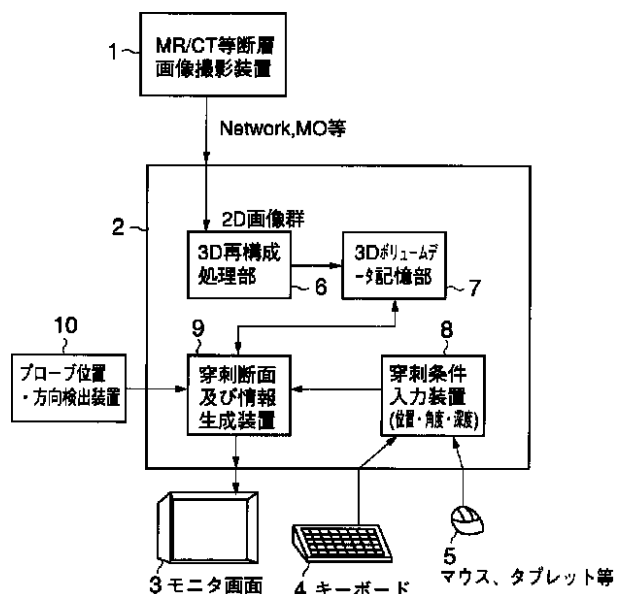 1
MR/CT等断層
画像撮影装置
Network,MO等
2
2D画像群
3D再構成
処理部
6
3Dボリュームデ
ータ記憶部
7
10
プローブ位置
・方向検出装置
9
穿刺断面
及び情報
生成装置
8
穿刺条件
入力装置
(位置・角度・深度)
3 モニタ画面
4 キーボード
5
マウス、タブレット等